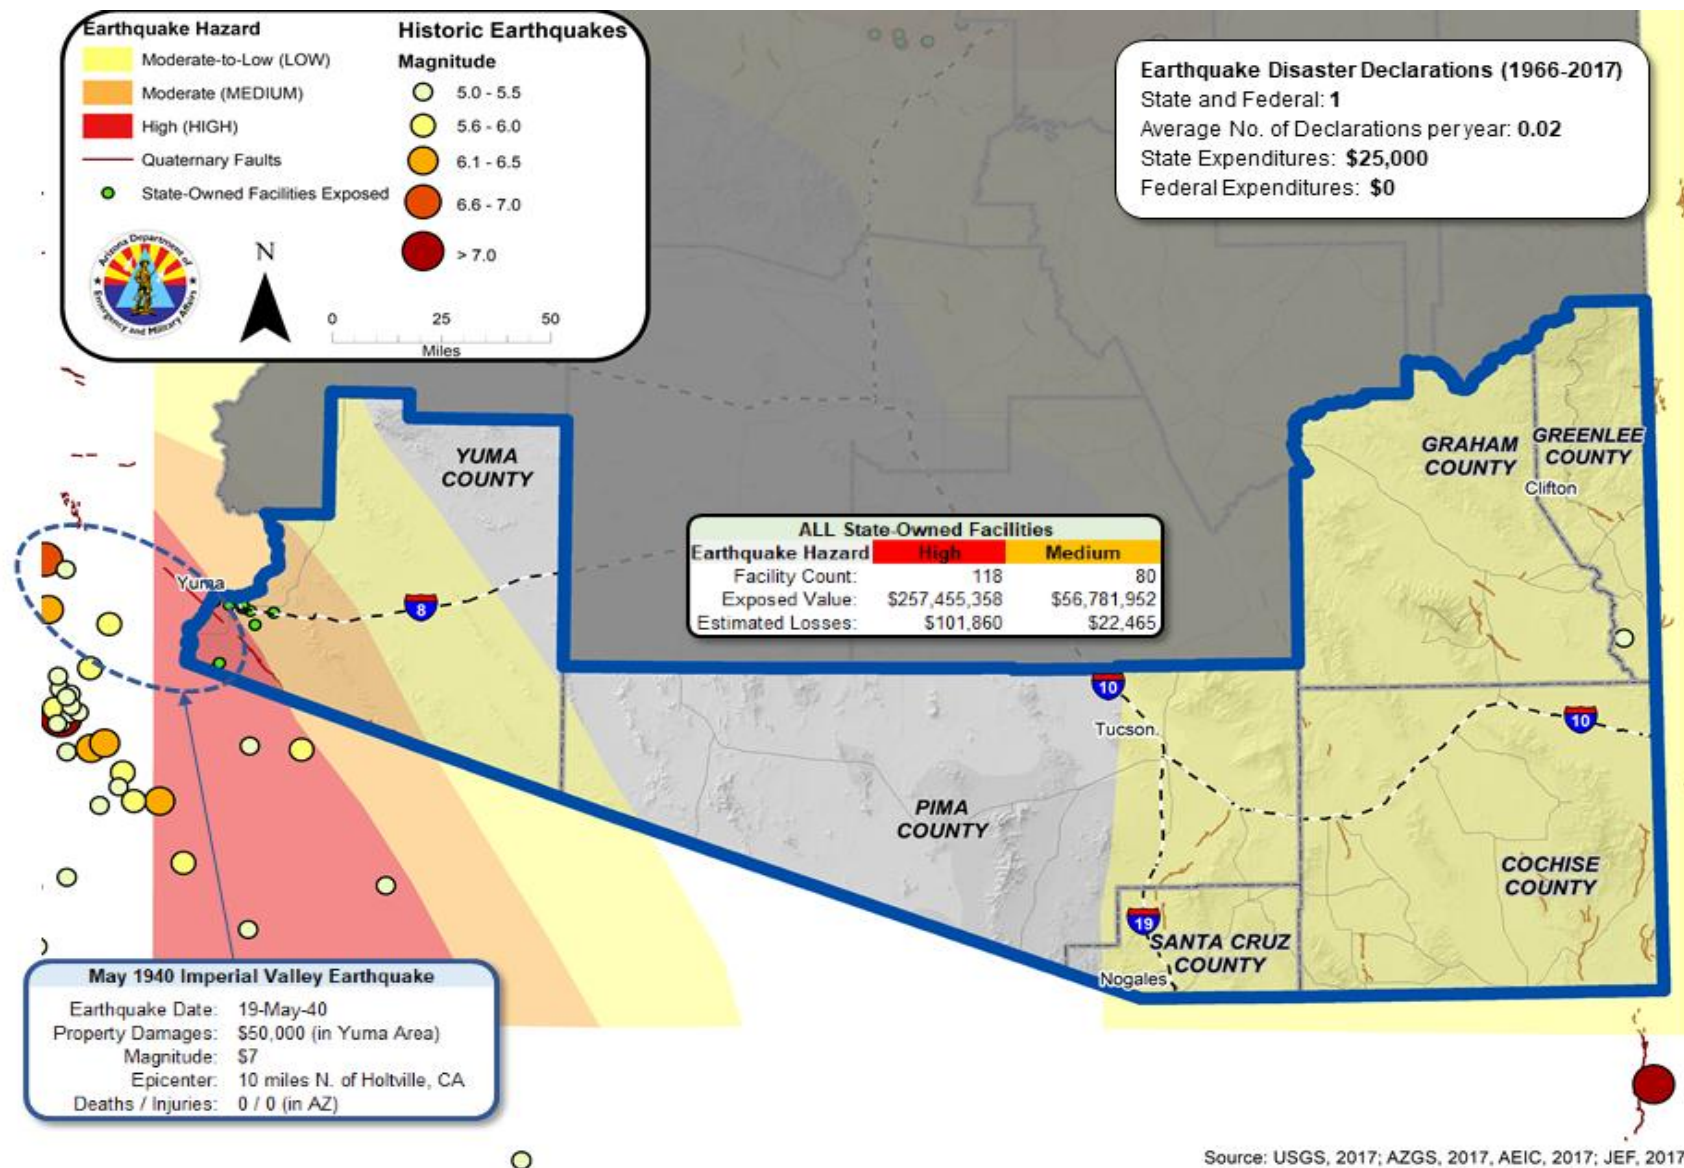 Earthquake Hazard
Moderate-to-Low (LOW)
Moderate (MEDIUM)
High (HIGH)
Quaternary Faults
State-Owned Facilities Exposed
Arizona Department of
Emergency and Military Affairs
N
0 25 50
Miles
Historic Earthquakes
Magnitude
5.0 - 5.5
5.6 - 6.0
6.1 - 6.5
6.6 - 7.0
> 7.0
Earthquake Disaster Declarations (1966-2017)
State and Federal: 1
Average No. of Declarations per year: 0.02
State Expenditures: $25,000
Federal Expenditures: $0
YUMA
COUNTY
GRAHAM
COUNTY
GREENLEE
COUNTY
Clifton
Yuma
8
ALL State-Owned Facilities
Earthquake Hazard High Medium
Facility Count: 118 80
Exposed Value: $257,455,358 $56,781,952
Estimated Losses: $101,860 $22,465
10
Tucson
10
PIMA
COUNTY
COCHISE
COUNTY
19
SANTA CRUZ
COUNTY
Nogales
May 1940 Imperial Valley Earthquake
Earthquake Date: 19-May-40
Property Damages: $50,000 (in Yuma Area)
Magnitude: $7
Epicenter: 10 miles N. of Holtville, CA
Deaths / Injuries: 0 / 0 (in AZ)
Source: USGS, 2017; AZGS, 2017, AEIC, 2017; JEF, 2017